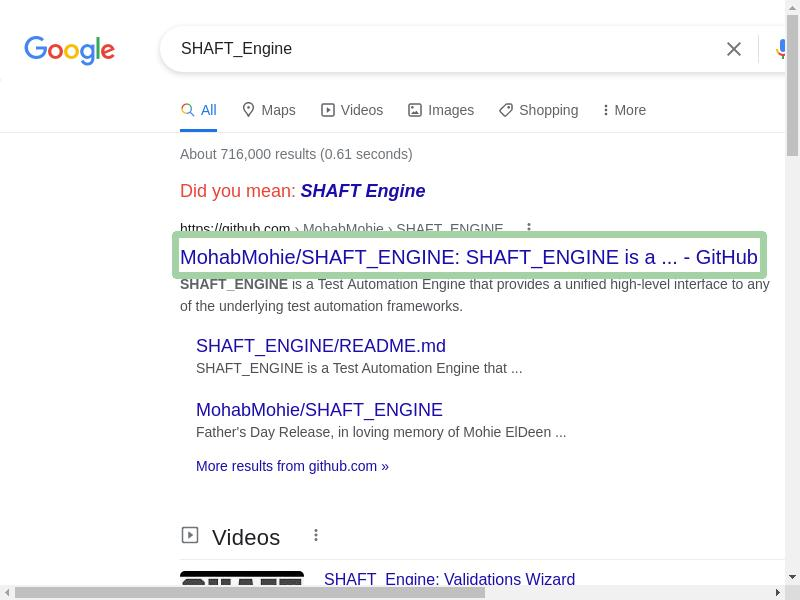 Google
SHAFT_Engine
All Maps Videos Images Shopping More
About 716,000 results (0.61 seconds)
Did you mean: SHAFT Engine
https://github.com › MohabMohie › SHAFT_ENGINE
MohabMohie/SHAFT_ENGINE: SHAFT_ENGINE is a ... - GitHub
SHAFT_ENGINE is a Test Automation Engine that provides a unified high-level interface to any
of the underlying test automation frameworks.
SHAFT_ENGINE/README.md
SHAFT_ENGINE is a Test Automation Engine that ...
MohabMohie/SHAFT_ENGINE
Father's Day Release, in loving memory of Mohie ElDeen ...
More results from github.com »
Videos
SHAFT
SHAFT_Engine: Validations Wizard